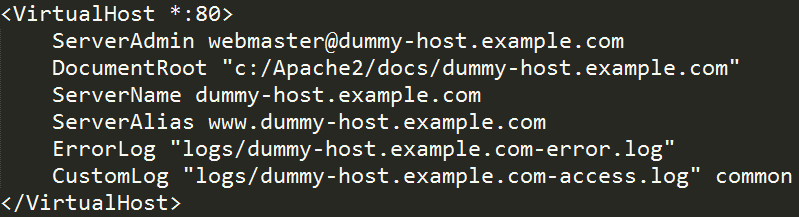 <VirtualHost *:80>
    ServerAdmin webmaster@dummy-host.example.com
    DocumentRoot "c:/Apache2/docs/dummy-host.example.com"
    ServerName dummy-host.example.com
    ServerAlias www.dummy-host.example.com
    ErrorLog "logs/dummy-host.example.com-error.log"
    CustomLog "logs/dummy-host.example.com-access.log" common
</VirtualHost>